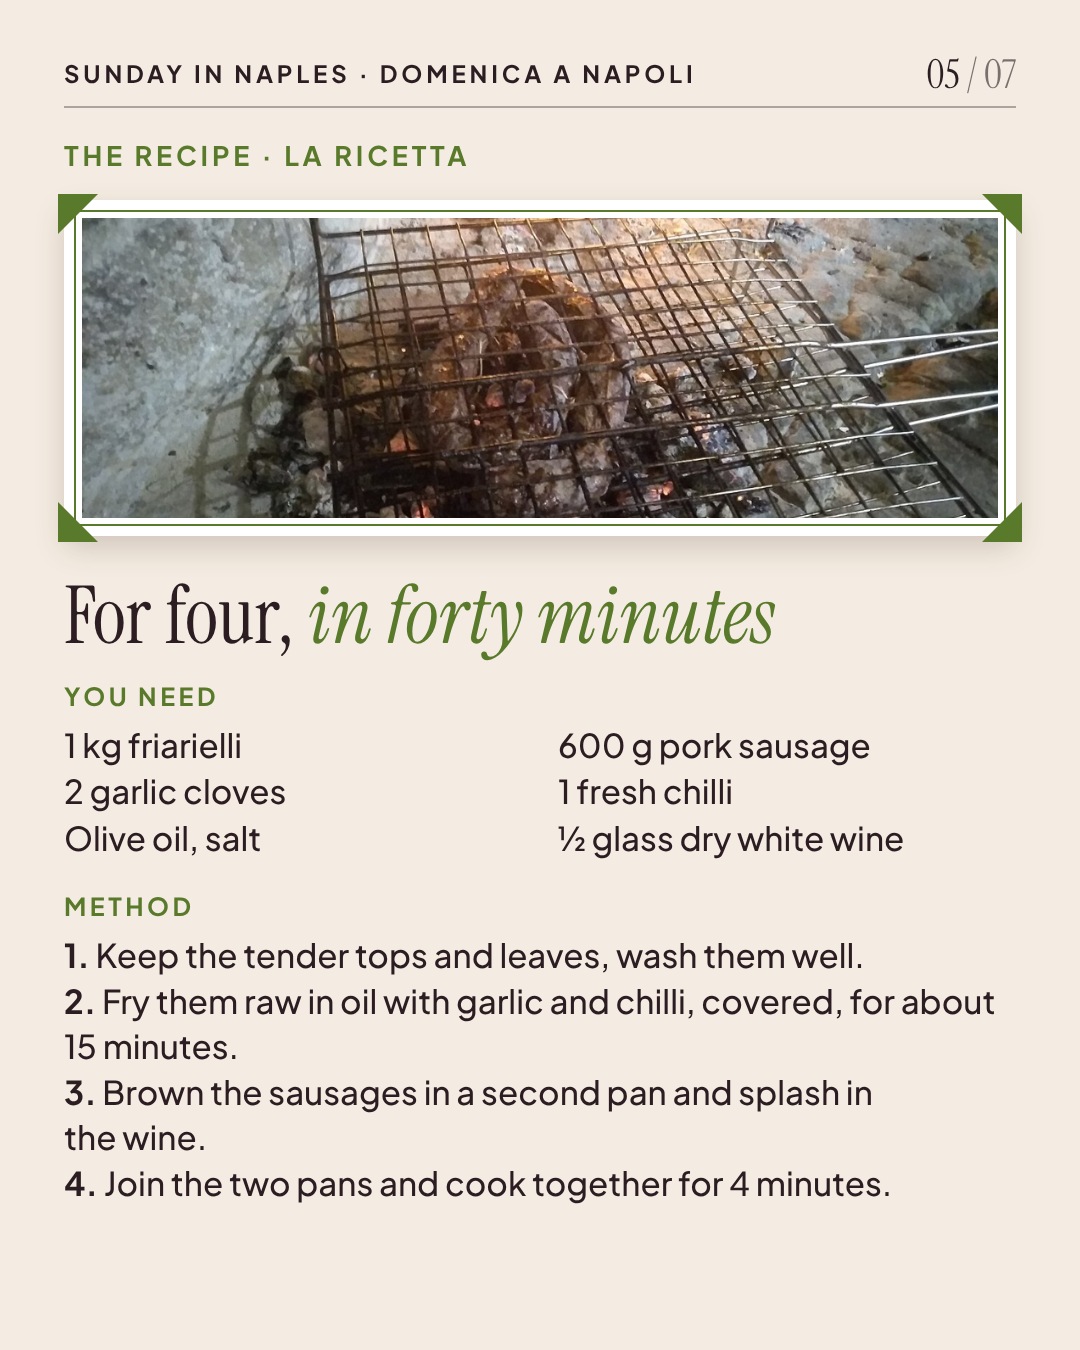 SUNDAY IN NAPLES · DOMENICA A NAPOLI
05 / 07
THE RECIPE · LA RICETTA
For four, in forty minutes
YOU NEED
1 kg friarielli
600 g pork sausage
2 garlic cloves
1 fresh chilli
Olive oil, salt
½ glass dry white wine
METHOD
1. Keep the tender tops and leaves, wash them well.
2. Fry them raw in oil with garlic and chilli, covered, for about
15 minutes.
3. Brown the sausages in a second pan and splash in
the wine.
4. Join the two pans and cook together for 4 minutes.